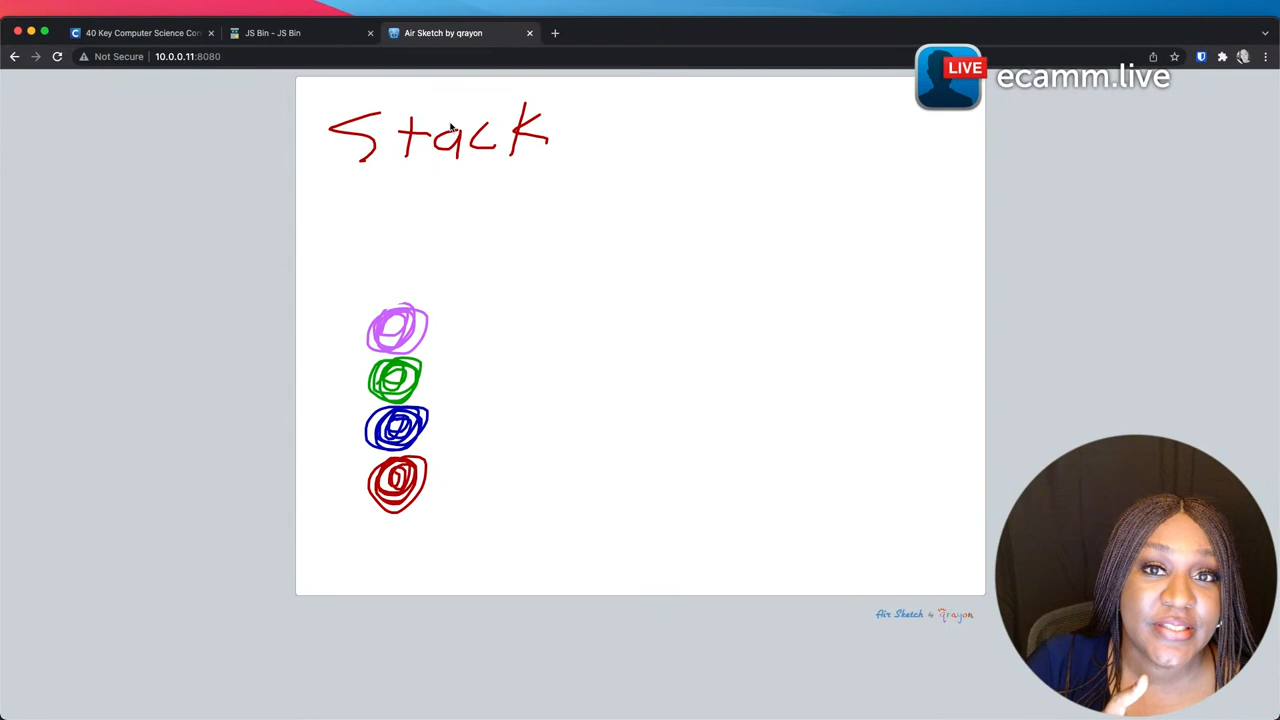 40 Key Computer Science Con
JS Bin - JS Bin
Air Sketch by qrayon
Not Secure
10.0.0.11:8080
LIVE
ecamm.live
Stack
Air Sketch by qrayon